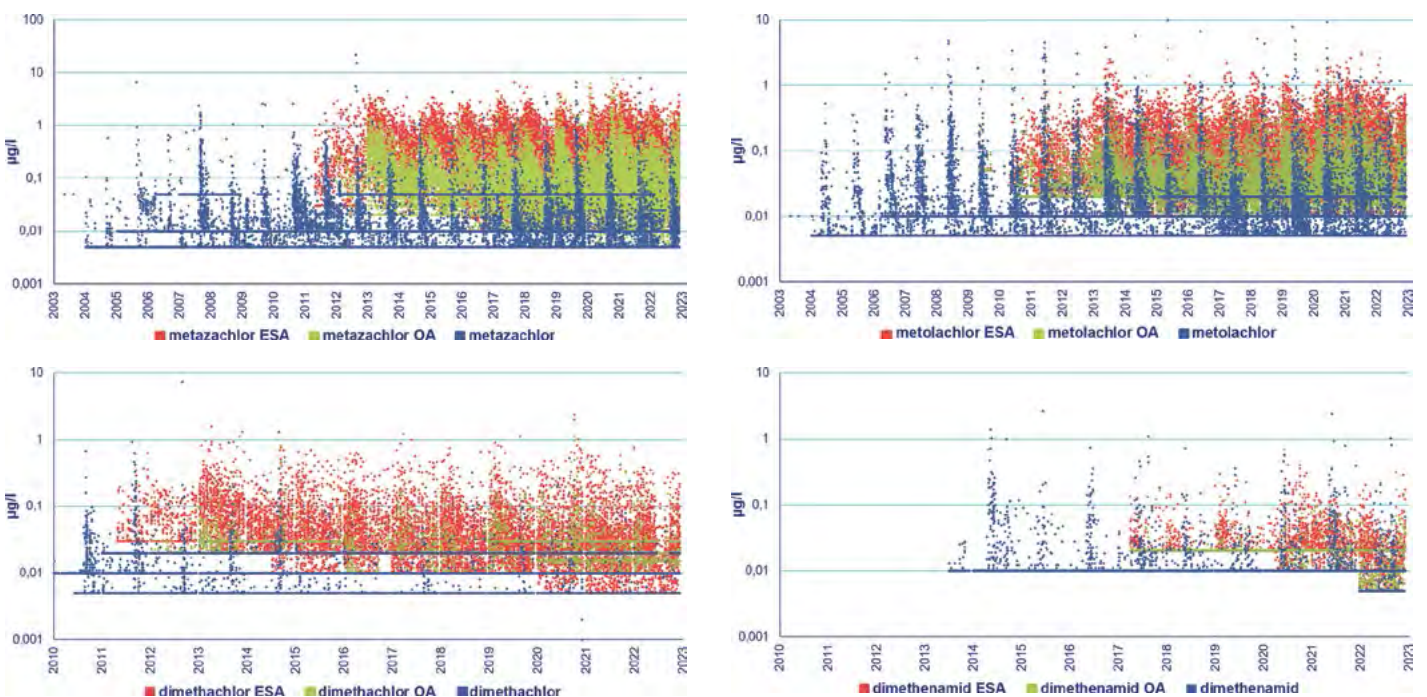 100
10
1
0,1
0,01
0,001
µg/l
2003 2004 2005 2006 2007 2008 2009 2010 2011 2012 2013 2014 2015 2016 2017 2018 2019 2020 2021 2022 2023
metazachlor ESA metazachlor OA metazachlor
10
1
0,1
0,01
0,001
µg/l
2003 2004 2005 2006 2007 2008 2009 2010 2011 2012 2013 2014 2015 2016 2017 2018 2019 2020 2021 2022 2023
metolachlor ESA metolachlor OA metolachlor
10
1
0,1
0,01
0,001
µg/l
2010 2011 2012 2013 2014 2015 2016 2017 2018 2019 2020 2021 2022 2023
dimethachlor ESA dimethachlor OA dimethachlor
10
1
0,1
0,01
0,001
µg/l
2010 2011 2012 2013 2014 2015 2016 2017 2018 2019 2020 2021 2022 2023
dimethenamid ESA dimethenamid OA dimethenamid